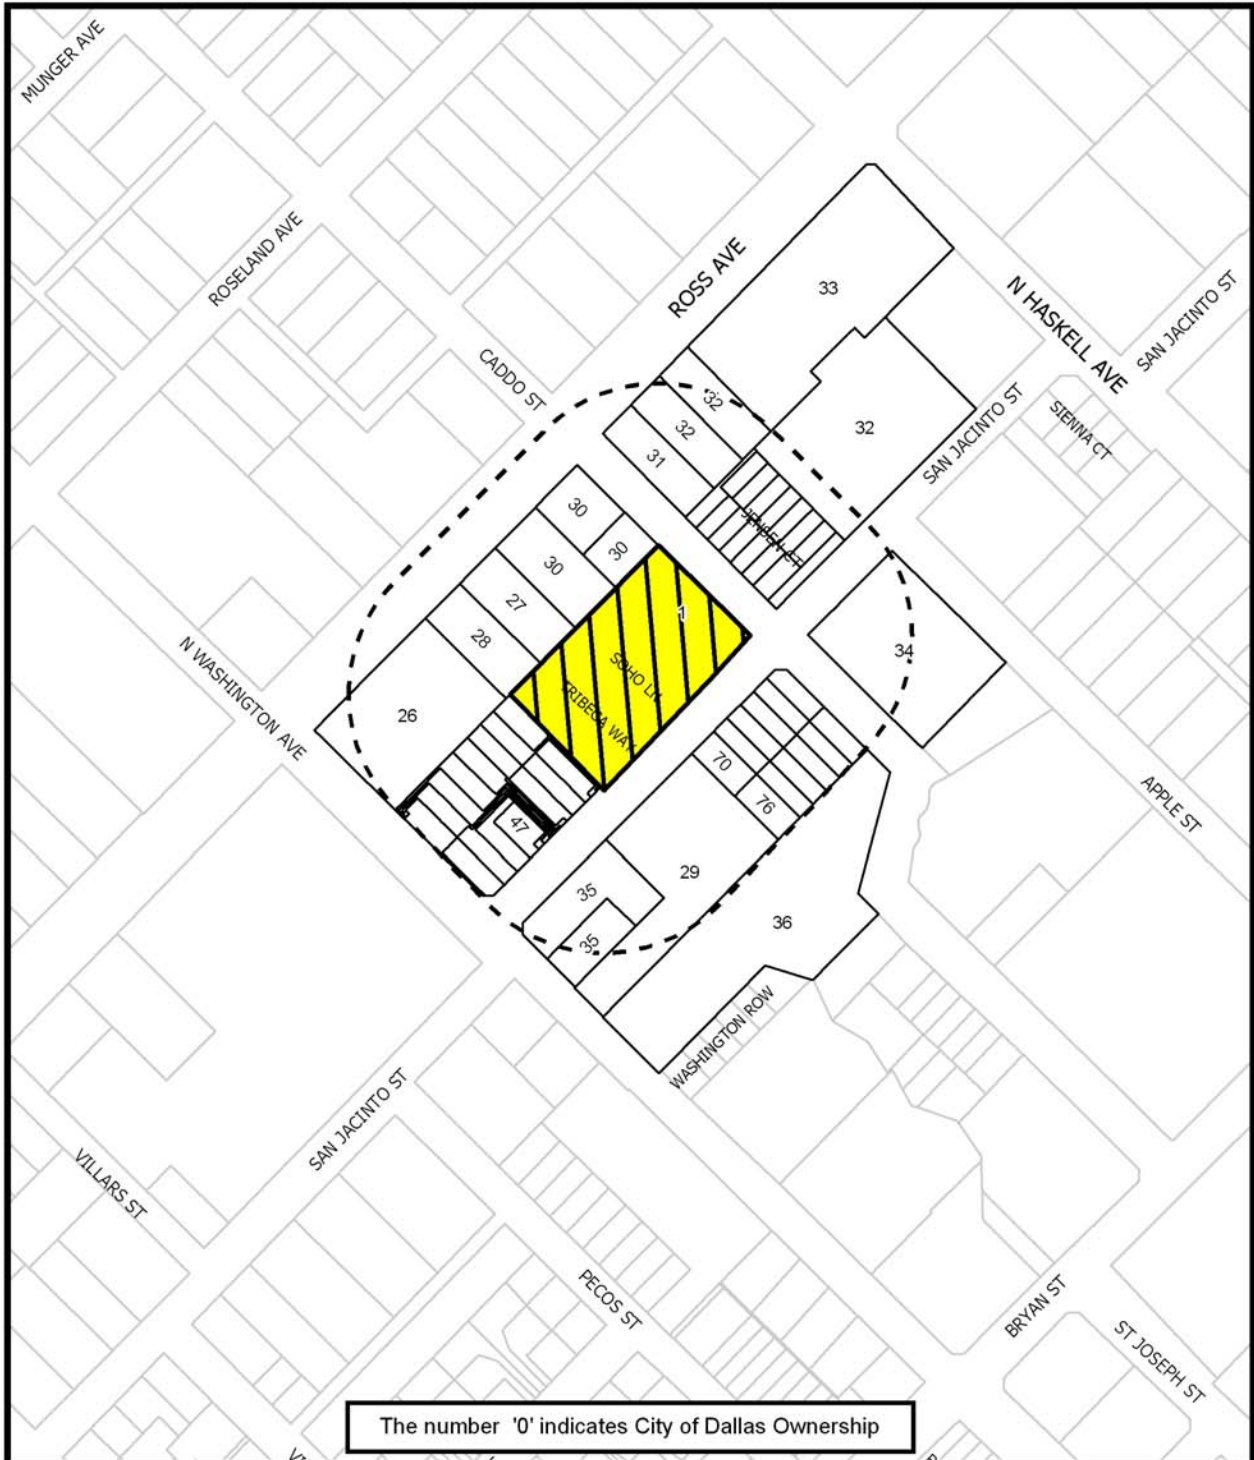 MUNGER AVE
ROSELAND AVE
ROSS AVE
33
N HASKELL AVE
SAN JACINTO ST
CADDO ST
32
32
32
31
SAN JACINTO ST
SIENNA CT
JENSEN CT
30
30
30
27
28
1
SOHO LN
TRIBECA WAY
34
26
N WASHINGTON AVE
47
70
76
APPLE ST
29
35
35
36
WASHINGTON ROW
SAN JACINTO ST
VILLARS ST
PECOS ST
BRYAN ST
ST JOSEPH ST
The number '0' indicates City of Dallas Ownership